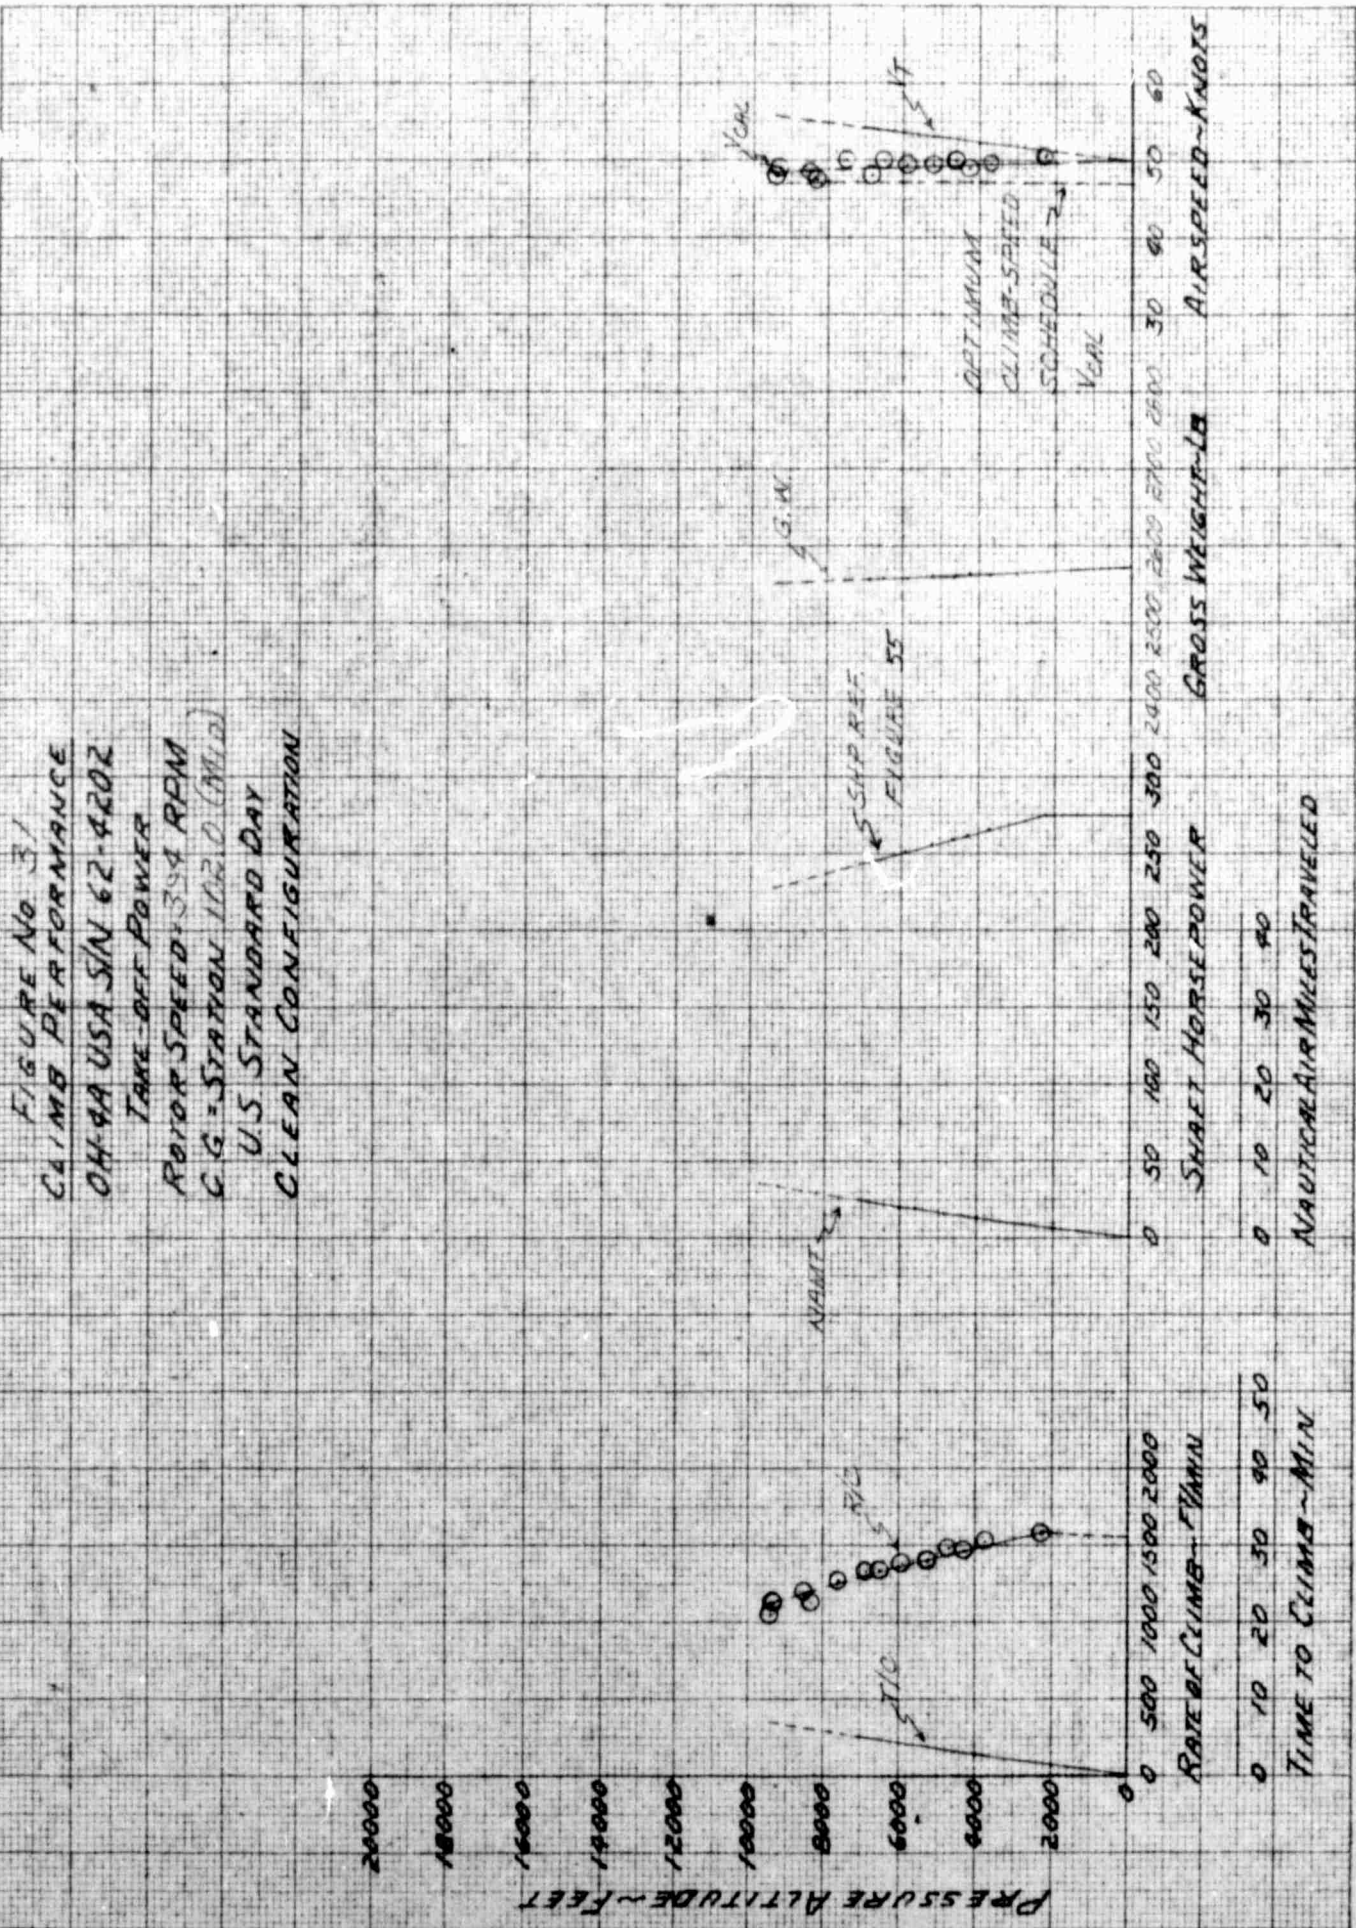 FIGURE No. 31
CLIMB PERFORMANCE
OH-4A USA S/N 62-4202
TAKE-OFF POWER
ROTOR SPEED = 394 RPM
C.G. = STATION 102.0 (MID)
U.S. STANDARD DAY
CLEAN CONFIGURATION
PRESSURE ALTITUDE ~ FEET
20000
18000
16000
14000
12000
10000
8000
6000
4000
2000
0
T/C
R/C
NAMT
SHP REF.
FIGURE 55
G.W.
VCAL
VT
OPTIMUM
CLIMB-SPEED
SCHEDULE
VCAL
0 500 1000 1500 2000
RATE OF CLIMB ~ FT/MIN
0 10 20 30 40 50
TIME TO CLIMB ~ MIN
0 50 100 150 200 250 300
SHAFT HORSEPOWER
0 10 20 30 40
NAUTICAL AIR MILES TRAVELED
2400 2500 2600 2700 2800
GROSS WEIGHT ~ LB
30 40 50 60
AIRSPEED ~ KNOTS